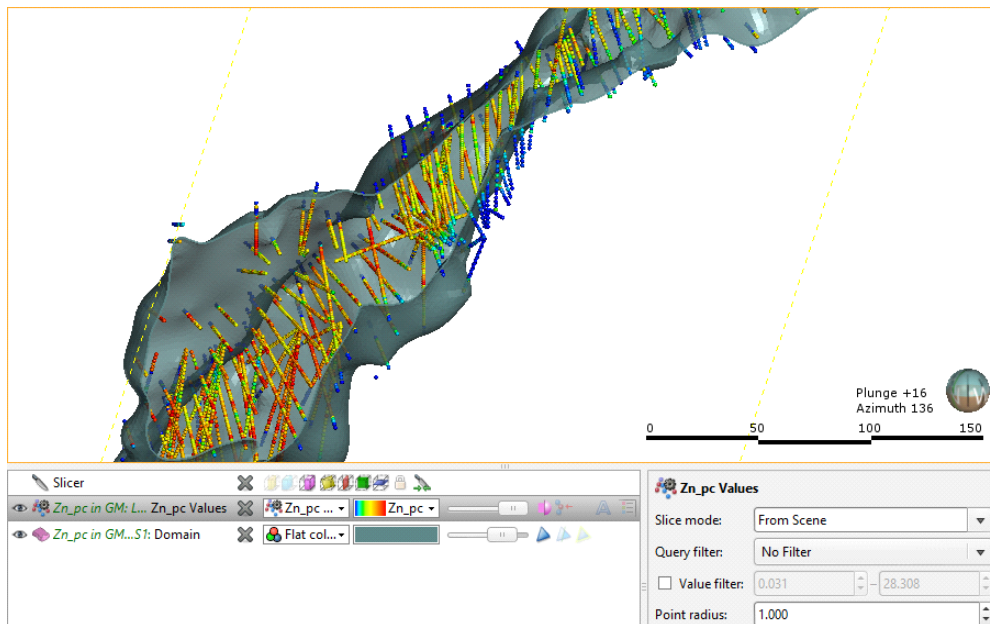 Plunge +16
Azimuth 136
0 50 100 150
Slicer
Zn_pc in GM: L... Zn_pc Values Zn_pc ... Zn_pc
Zn_pc in GM...S1: Domain Flat col...
Zn_pc Values
Slice mode: From Scene
Query filter: No Filter
Value filter: 0.031 – 28.308
Point radius: 1.000